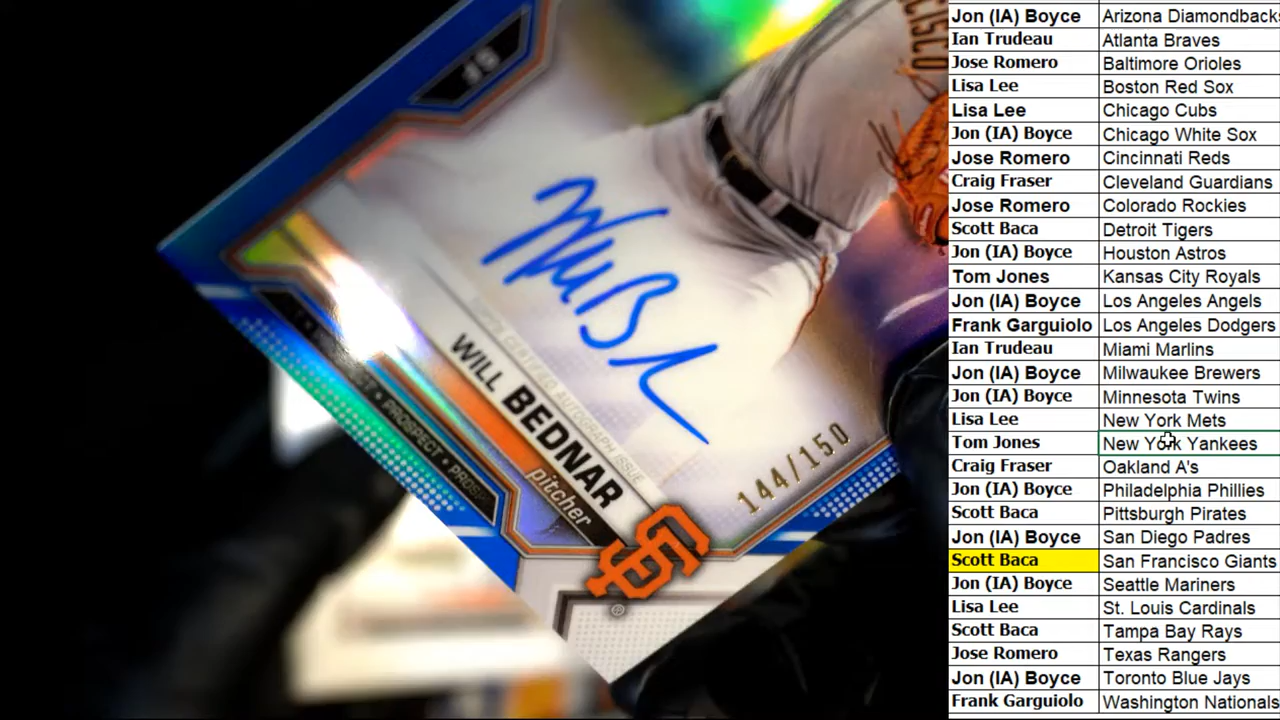 WILL BEDNAR
pitcher
144/150
SF
Jon (IA) Boyce Arizona Diamondbacks
Ian Trudeau Atlanta Braves
Jose Romero Baltimore Orioles
Lisa Lee Boston Red Sox
Lisa Lee Chicago Cubs
Jon (IA) Boyce Chicago White Sox
Jose Romero Cincinnati Reds
Craig Fraser Cleveland Guardians
Jose Romero Colorado Rockies
Scott Baca Detroit Tigers
Jon (IA) Boyce Houston Astros
Tom Jones Kansas City Royals
Jon (IA) Boyce Los Angeles Angels
Frank Garguiolo Los Angeles Dodgers
Ian Trudeau Miami Marlins
Jon (IA) Boyce Milwaukee Brewers
Jon (IA) Boyce Minnesota Twins
Lisa Lee New York Mets
Tom Jones New York Yankees
Craig Fraser Oakland A's
Jon (IA) Boyce Philadelphia Phillies
Scott Baca Pittsburgh Pirates
Jon (IA) Boyce San Diego Padres
Scott Baca San Francisco Giants
Jon (IA) Boyce Seattle Mariners
Lisa Lee St. Louis Cardinals
Scott Baca Tampa Bay Rays
Jose Romero Texas Rangers
Jon (IA) Boyce Toronto Blue Jays
Frank Garguiolo Washington Nationals